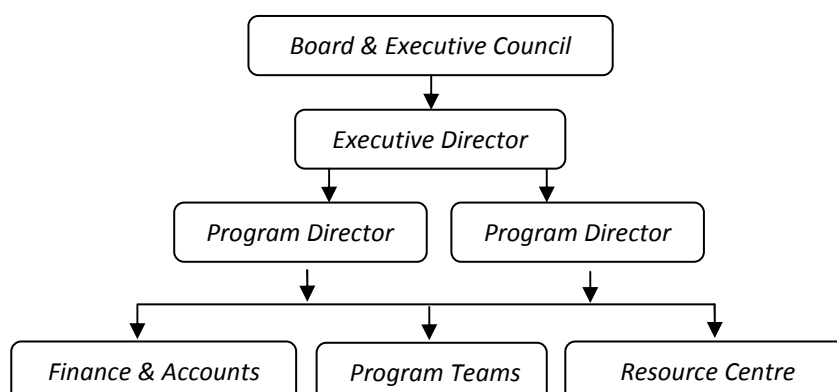 Board & Executive Council
Executive Director
Program Director
Program Director
Finance & Accounts
Program Teams
Resource Centre